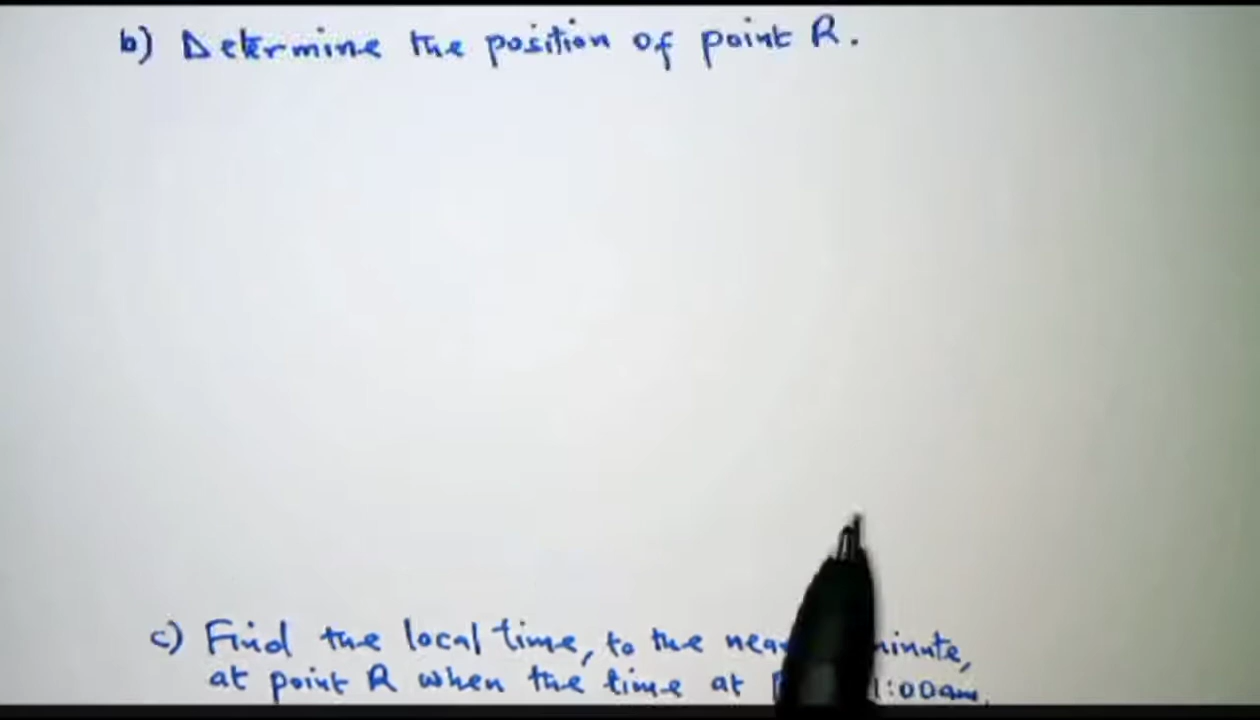 b) Determine the position of point R.
c) Find the local time, to the minute,
at point R when the time at :00am.